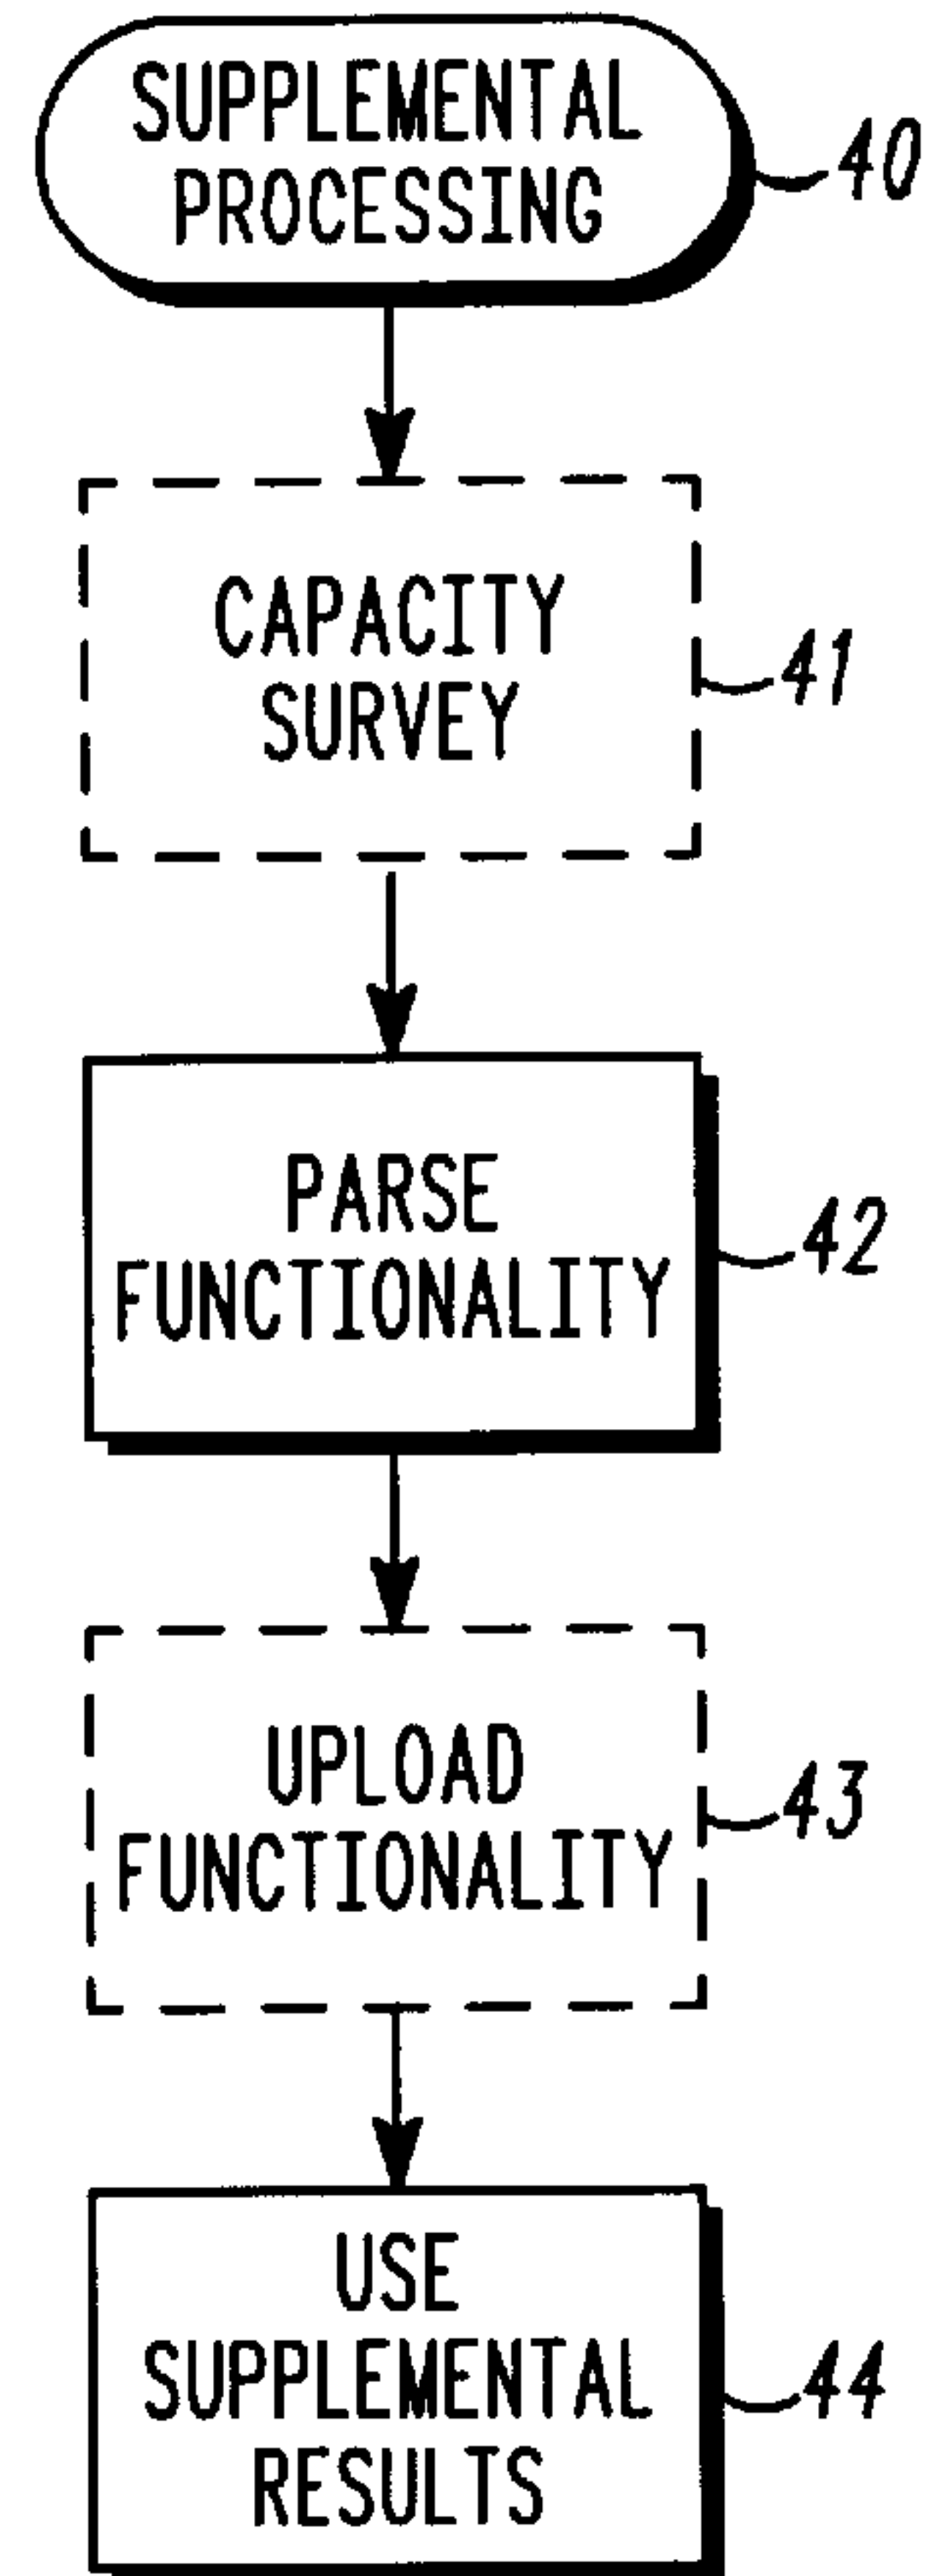 SUPPLEMENTAL
PROCESSING
40
CAPACITY
SURVEY
41
PARSE
FUNCTIONALITY
42
UPLOAD
FUNCTIONALITY
43
USE
SUPPLEMENTAL
RESULTS
44